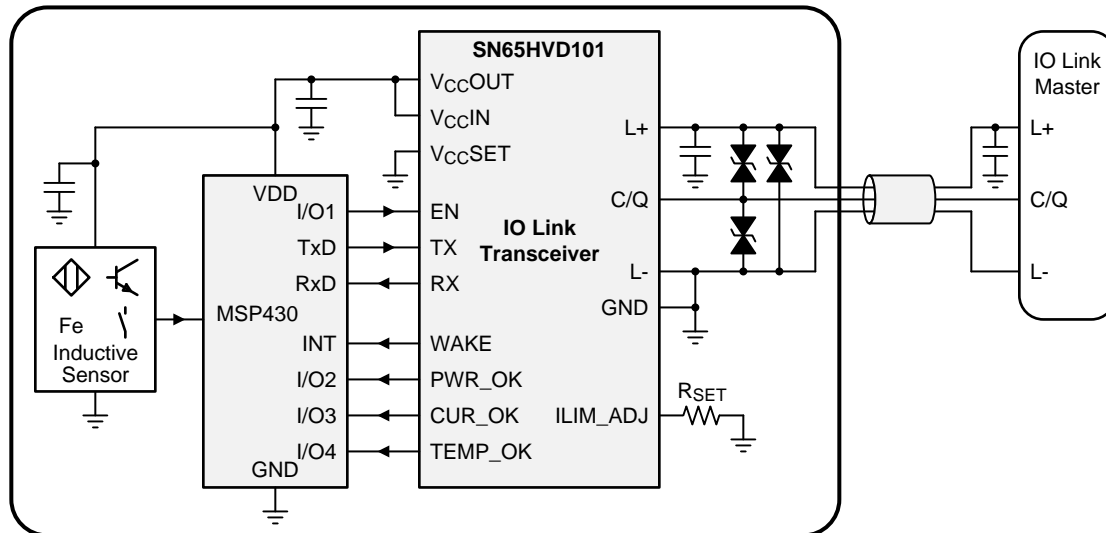 SN65HVD101
VCCOUT
VCCIN
VCCSET
L+
C/Q
L-
GND
EN
TX
RX
WAKE
PWR_OK
CUR_OK
TEMP_OK
ILIM_ADJ
IO Link
Transceiver
RSET
VDD
I/O1
TxD
RxD
MSP430
INT
I/O2
I/O3
I/O4
GND
Fe
Inductive
Sensor
IO Link
Master
L+
C/Q
L-